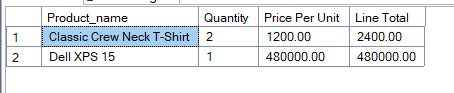 Product_name Quantity Price Per Unit Line Total
1 Classic Crew Neck T-Shirt 2 1200.00 2400.00
2 Dell XPS 15 1 480000.00 480000.00